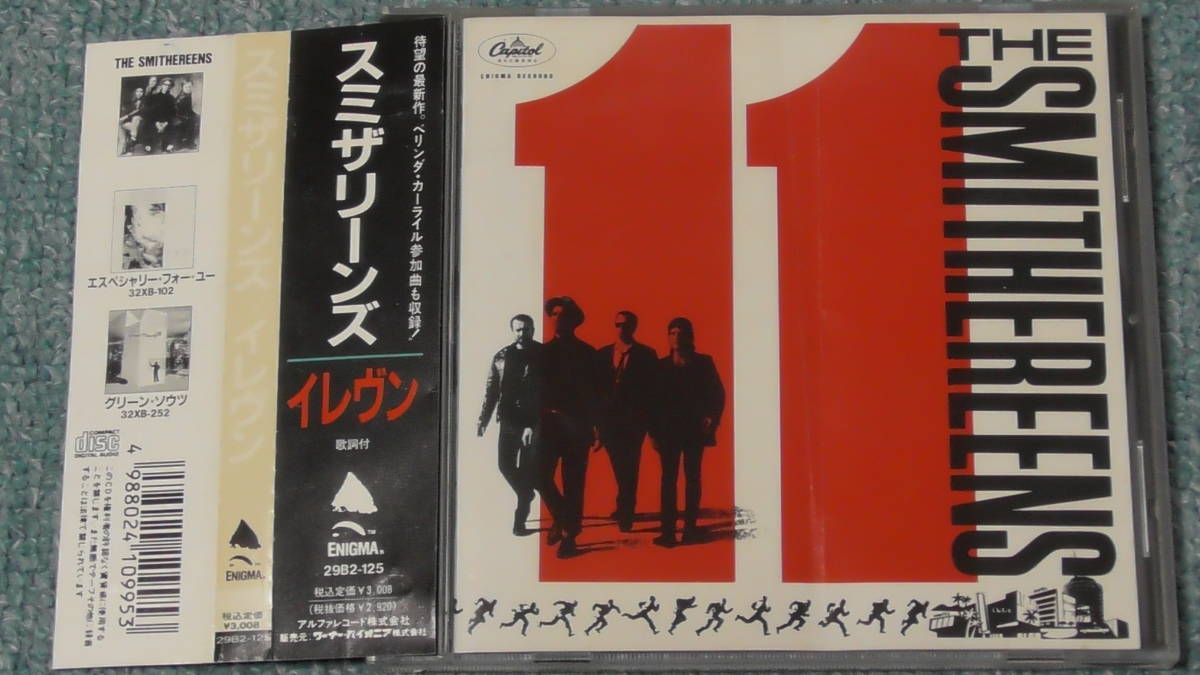 THE SMITHEREENS
エスペシャリー・フォー・ユー
32XB-102
グリーン・ソウツ
32XB-252
COMPACT
disc
DIGITAL AUDIO
4 988024 109953
スミザリーンズ イレヴン
ENIGMA
税込定価
¥3,008
29B2-125
待望の最新作。ベリンダ・カーライル参加曲も収録!
スミザリーンズ
イレヴン
歌詞付
ENIGMA
29B2-125
税込定価¥3,008
(税抜価格¥2,920)
アルファレコード株式会社
販売元:ワーナー・パイオニア株式会社
Capitol
ENIGMA RECORDS
11
THE
SMITHEREENS